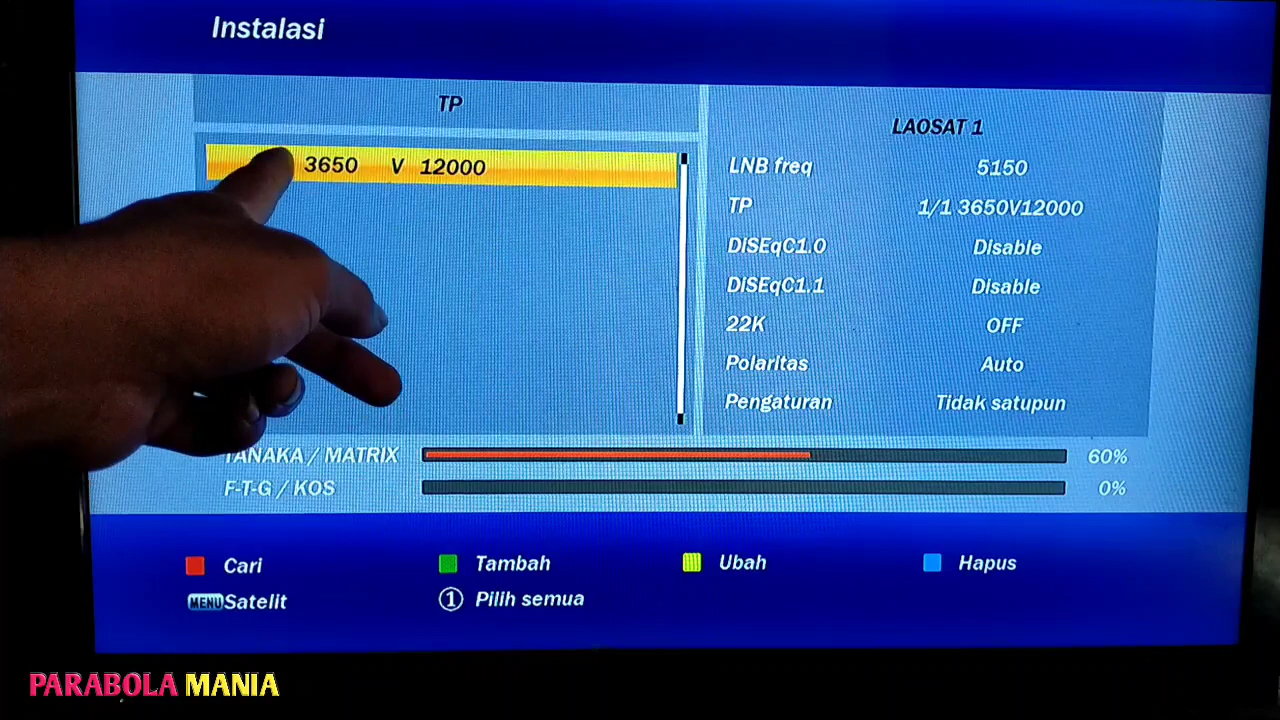 Instalasi
TP
3650 V 12000
LAOSAT 1
LNB freq 5150
TP 1/1 3650V12000
DiSEqC1.0 Disable
DiSEqC1.1 Disable
22K OFF
Polaritas Auto
Pengaturan Tidak satupun
TANAKA / MATRIX 60%
F-T-G / KOS 0%
Cari Tambah Ubah Hapus
MENU Satelit 1 Pilih semua
PARABOLA MANIA